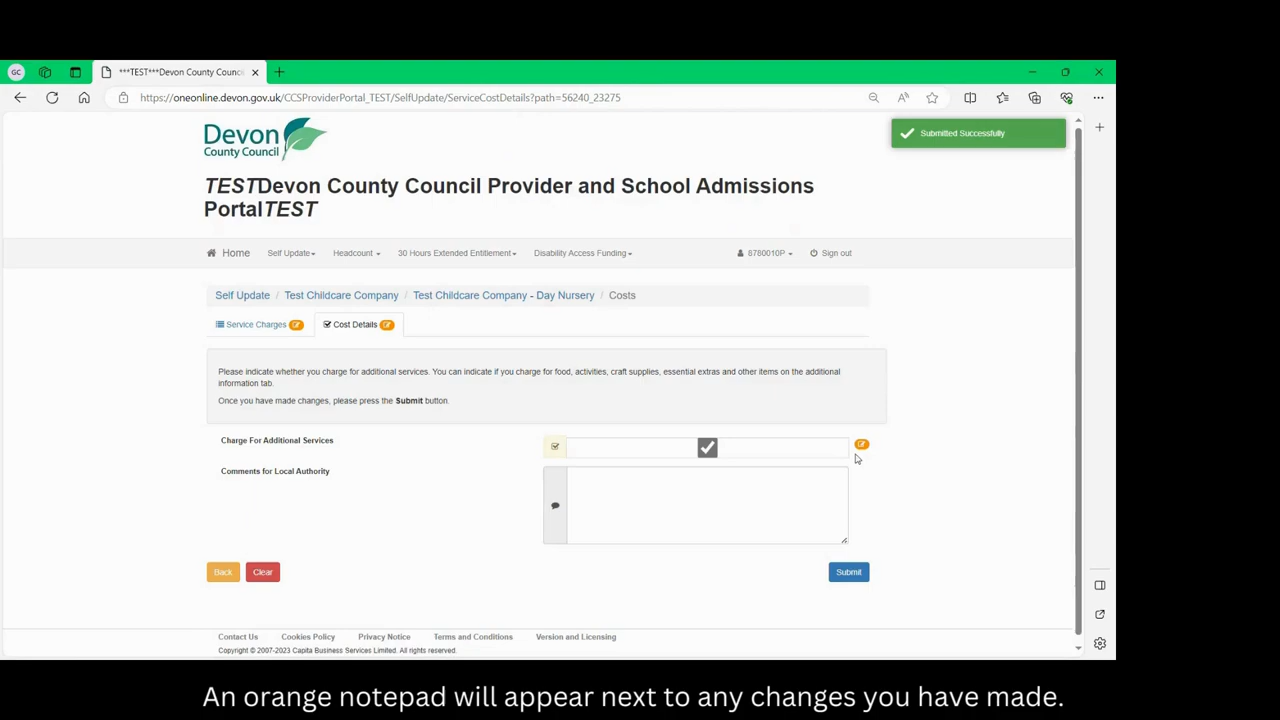 GC
***TEST***Devon County Counci
https://oneonline.devon.gov.uk/CCSProviderPortal_TEST/SelfUpdate/ServiceCostDetails?path=56240_23275
Devon
County Council
Submitted Successfully
TESTDevon County Council Provider and School Admissions
PortalTEST
Home Self Update Headcount 30 Hours Extended Entitlement Disability Access Funding 8780010P Sign out
Self Update / Test Childcare Company / Test Childcare Company - Day Nursery / Costs
Service Charges Cost Details
Please indicate whether you charge for additional services. You can indicate if you charge for food, activities, craft supplies, essential extras and other items on the additional
information tab.
Once you have made changes, please press the Submit button.
Charge For Additional Services
Comments for Local Authority
Back Clear Submit
Contact Us Cookies Policy Privacy Notice Terms and Conditions Version and Licensing
Copyright © 2007-2023 Capita Business Services Limited. All rights reserved.
An orange notepad will appear next to any changes you have made.